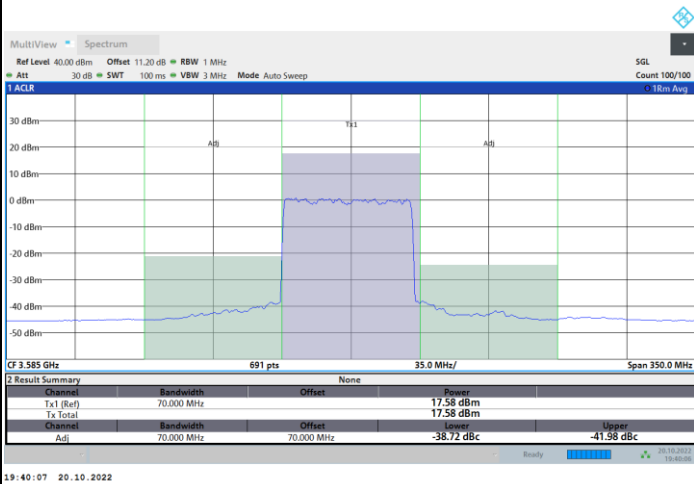 MultiView Spectrum
Ref Level 40.00 dBm Offset 11.20 dB RBW 1 MHz SGL
Att 30 dB SWT 100 ms VBW 3 MHz Mode Auto Sweep Count 100/100
1 ACLR 1Rm Avg
Tx1
Adj Adj
30 dBm
20 dBm
10 dBm
0 dBm
-10 dBm
-20 dBm
-30 dBm
-40 dBm
-50 dBm
CF 3.585 GHz 691 pts 35.0 MHz/ Span 350.0 MHz
2 Result Summary None
Channel Bandwidth Offset Power
Tx1 (Ref) 70.000 MHz 17.58 dBm
Tx Total 17.58 dBm
Channel Bandwidth Offset Lower Upper
Adj 70.000 MHz 70.000 MHz -38.72 dBc -41.98 dBc
Ready 20.10.2022
19:40:06
19:40:07 20.10.2022